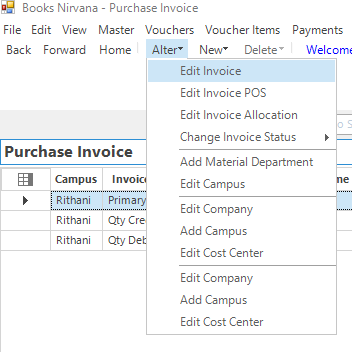 Books Nirvana - Purchase Invoice
File Edit View Master Vouchers Voucher Items Payments
Back Forward Home Alter New Delete Welcome
Edit Invoice
Edit Invoice POS
Edit Invoice Allocation
Change Invoice Status
Add Material Department
Edit Campus
Edit Company
Add Campus
Edit Cost Center
Edit Company
Add Campus
Edit Cost Center
Purchase Invoice
Campus Invoice
Rithani Primary
Rithani Qty Cre
Rithani Qty Deb